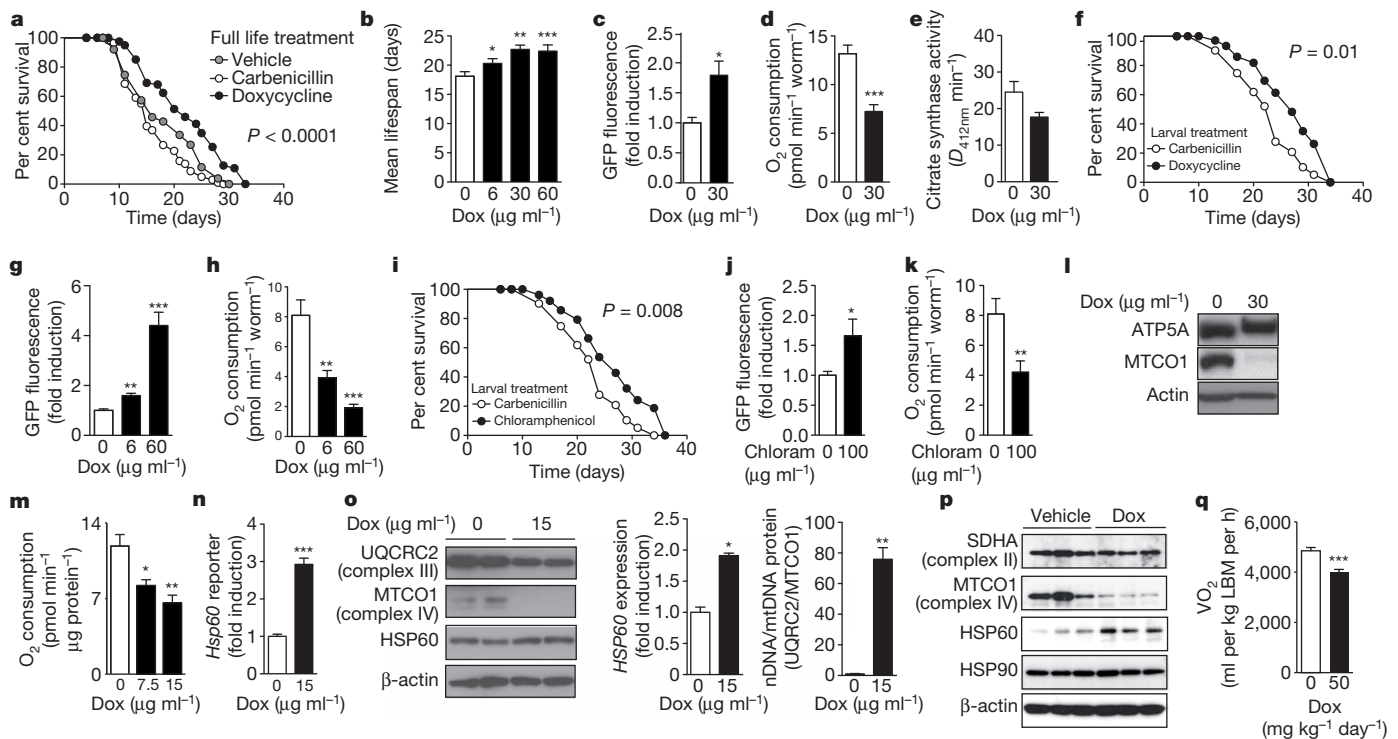 a
Per cent survival
100
80
60
40
20
0
0 10 20 30 40
Time (days)
Full life treatment
Vehicle
Carbenicillin
Doxycycline
P < 0.0001
b
Mean lifespan (days)
25
20
15
10
5
0
* ** ***
0 6 30 60
Dox (µg ml⁻¹)
c
GFP fluorescence
(fold induction)
2.5
2.0
1.5
1.0
0.5
0.0
*
0 30
Dox (µg ml⁻¹)
d
O₂ consumption
(pmol min⁻¹ worm⁻¹)
15
10
5
0
***
0 30
Dox (µg ml⁻¹)
e
Citrate synthase activity
(D₄₁₂nm min⁻¹)
40
30
20
10
0
0 30
Dox (µg ml⁻¹)
f
Per cent survival
100
80
60
40
20
0
P = 0.01
Larval treatment
Carbenicillin
Doxycycline
0 10 20 30 40
Time (days)
g
GFP fluorescence
(fold induction)
6
4
2
0
** ***
0 6 60
Dox (µg ml⁻¹)
h
O₂ consumption
(pmol min⁻¹ worm⁻¹)
10
8
6
4
2
0
** ***
0 6 60
Dox (µg ml⁻¹)
i
Per cent survival
100
80
60
40
20
0
P = 0.008
Larval treatment
Carbenicillin
Chloramphenicol
0 10 20 30 40
Time (days)
j
GFP fluorescence
(fold induction)
2.5
2.0
1.5
1.0
0.5
0.0
*
Chloram 0 100
(µg ml⁻¹)
k
O₂ consumption
(pmol min⁻¹ worm⁻¹)
10
8
6
4
2
0
**
Chloram 0 100
(µg ml⁻¹)
l
Dox (µg ml⁻¹) 0 30
ATP5A
MTCO1
Actin
m
O₂ consumption
(pmol min⁻¹
µg protein⁻¹)
14
7
0
* **
0 7.5 15
Dox (µg ml⁻¹)
n
Hsp60 reporter
(fold induction)
4
3
2
1
0
***
0 15
Dox (µg ml⁻¹)
o
Dox (µg ml⁻¹) 0 15
UQCRC2
(complex III)
MTCO1
(complex IV)
HSP60
β-actin
HSP60 expression
(fold induction)
2.5
2.0
1.5
1.0
0.5
0.0
*
0 15
Dox (µg ml⁻¹)
nDNA/mtDNA protein
(UQRC2/MTCO1)
100
80
60
40
20
0
**
0 15
Dox (µg ml⁻¹)
p
Vehicle Dox
SDHA
(complex II)
MTCO1
(complex IV)
HSP60
HSP90
β-actin
q
VO₂
(ml per kg LBM per h)
6,000
4,000
2,000
0
***
0 50
Dox
(mg kg⁻¹ day⁻¹)